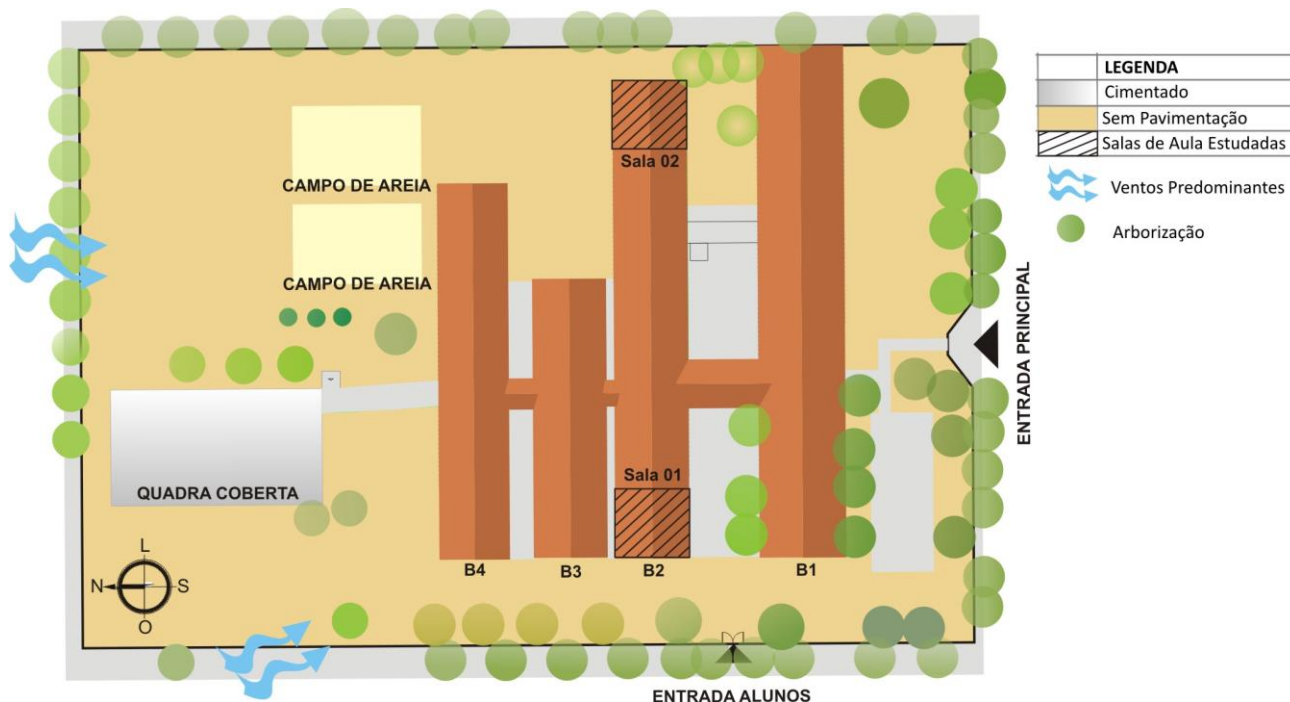 LEGENDA
Cimentado
Sem Pavimentação
Salas de Aula Estudadas
Ventos Predominantes
Arborização
Sala 02
CAMPO DE AREIA
CAMPO DE AREIA
ENTRADA PRINCIPAL
Sala 01
QUADRA COBERTA
L
N
S
O
B4
B3
B2
B1
ENTRADA ALUNOS